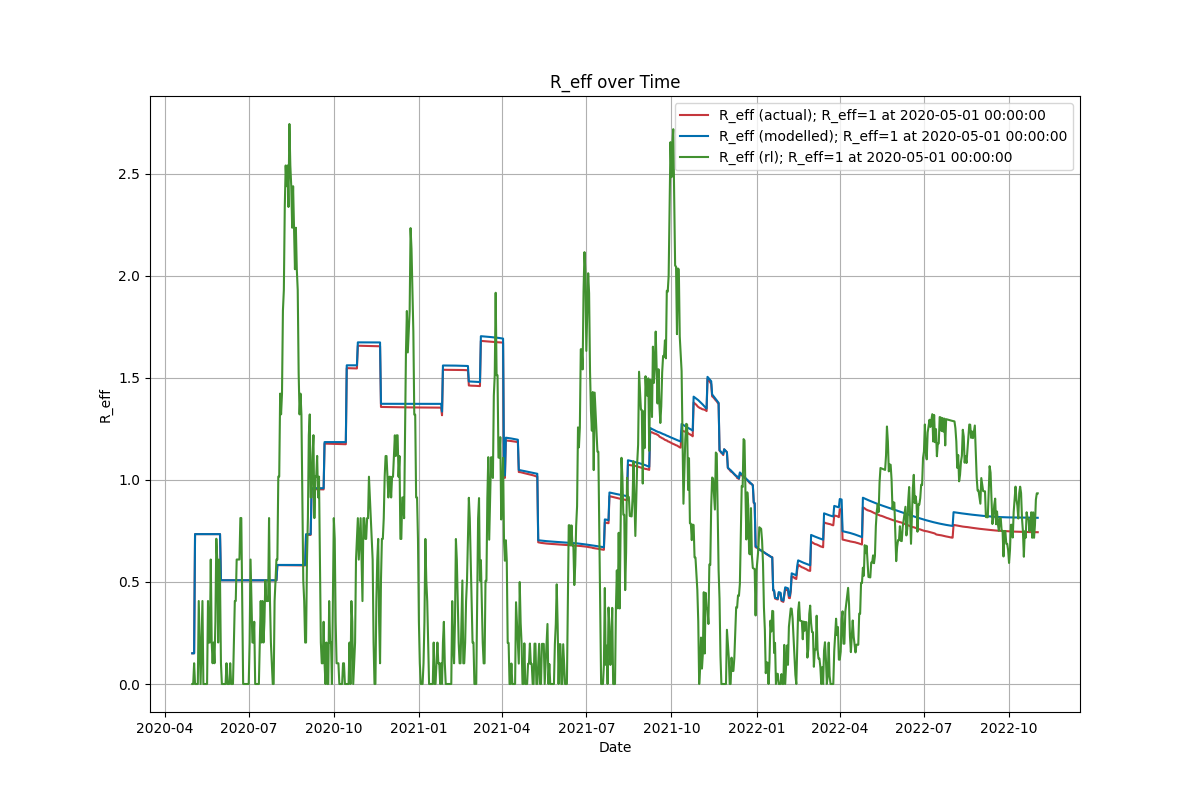 R_eff over Time
R_eff (actual); R_eff=1 at 2020-05-01 00:00:00
R_eff (modelled); R_eff=1 at 2020-05-01 00:00:00
R_eff (rl); R_eff=1 at 2020-05-01 00:00:00
R_eff
2.5
2.0
1.5
1.0
0.5
0.0
2020-04 2020-07 2020-10 2021-01 2021-04 2021-07 2021-10 2022-01 2022-04 2022-07 2022-10
Date